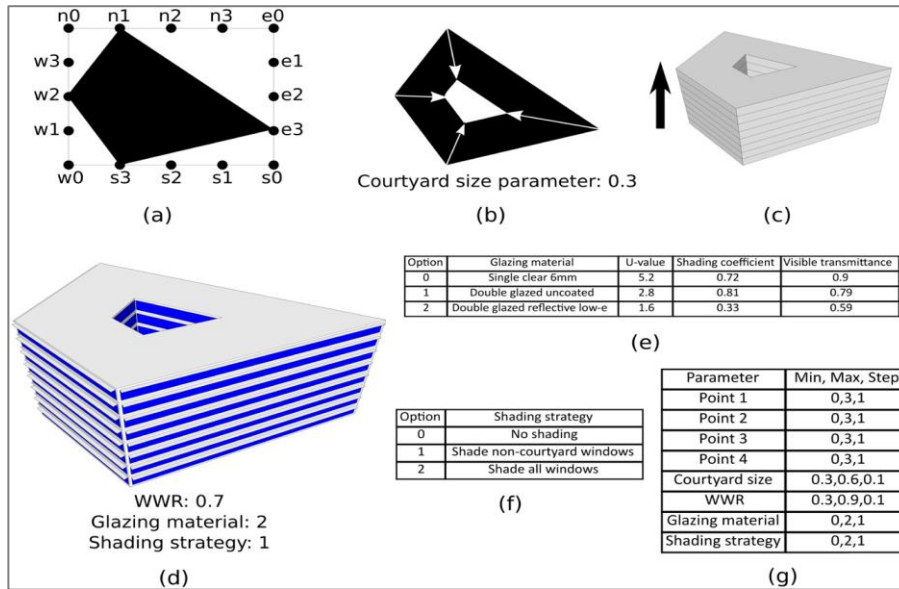 n0 n1 n2 n3 e0
w3 e1
w2 e2
w1 e3
w0 s3 s2 s1 s0
(a)
Courtyard size parameter: 0.3
(b)
(c)
WWR: 0.7
Glazing material: 2
Shading strategy: 1
(d)
Option Glazing material U-value Shading coefficient Visible transmittance
0 Single clear 6mm 5.2 0.72 0.9
1 Double glazed uncoated 2.8 0.81 0.79
2 Double glazed reflective low-e 1.6 0.33 0.59
(e)
Option Shading strategy
0 No shading
1 Shade non-courtyard windows
2 Shade all windows
(f)
Parameter Min, Max, Step
Point 1 0,3,1
Point 2 0,3,1
Point 3 0,3,1
Point 4 0,3,1
Courtyard size 0.3,0.6,0.1
WWR 0.3,0.9,0.1
Glazing material 0,2,1
Shading strategy 0,2,1
(g)